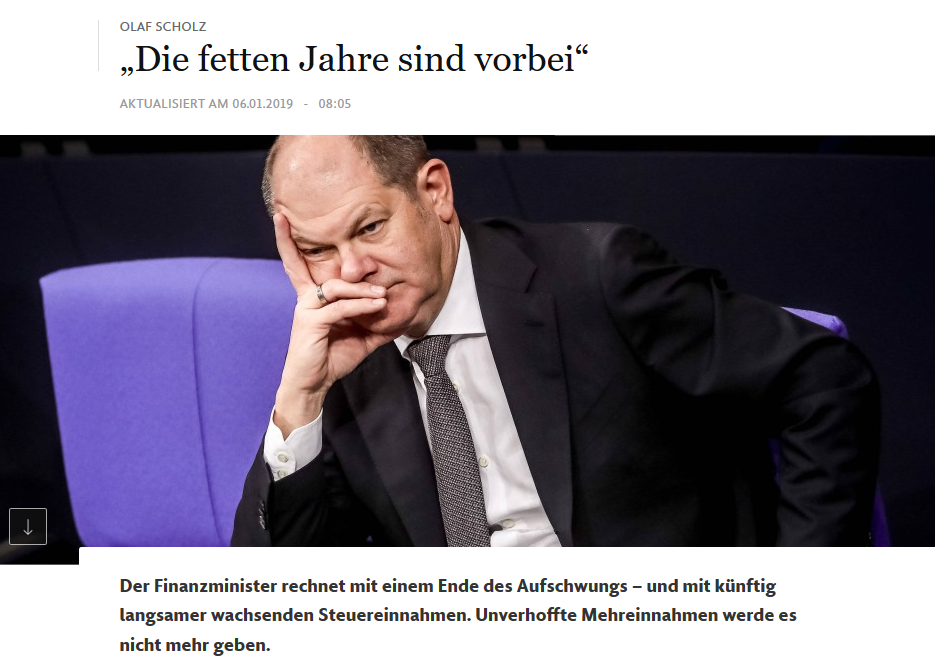 OLAF SCHOLZ
„Die fetten Jahre sind vorbei“
AKTUALISIERT AM 06.01.2019 - 08:05
Der Finanzminister rechnet mit einem Ende des Aufschwungs – und mit künftig
langsamer wachsenden Steuereinnahmen. Unverhoffte Mehreinnahmen werde es
nicht mehr geben.